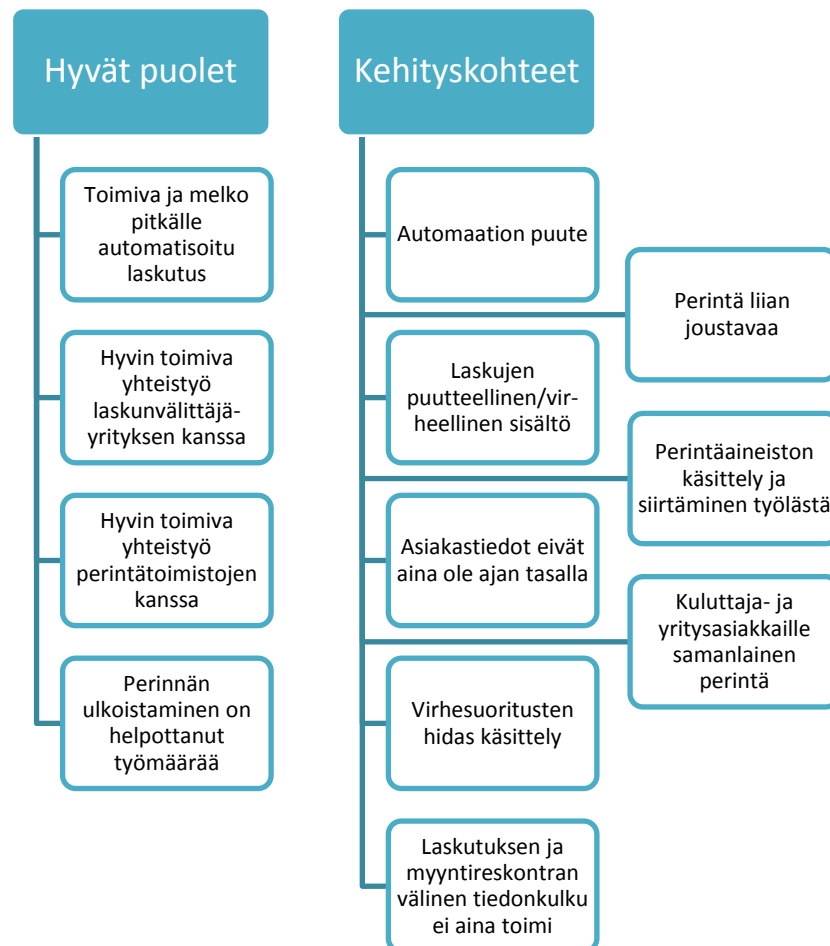 Hyvät puolet
Toimiva ja melko
pitkälle
automatisoitu
laskutus
Hyvin toimiva
yhteistyö
laskunvälittäjä-
yrityksen kanssa
Hyvin toimiva
yhteistyö
perintätoimistojen
kanssa
Perinnän
ulkoistaminen on
helpottanut
työmäärää
Kehityskohteet
Automaation puute
Perintä liian
joustavaa
Laskujen
puutteellinen/vir-
heellinen sisältö
Perintäaineiston
käsittely ja
siirtäminen työlästä
Asiakastiedot eivät
aina ole ajan tasalla
Kuluttaja- ja
yritysasiakkaille
samanlainen
perintä
Virhesuoritusten
hidas käsittely
Laskutuksen ja
myyntireskontran
välinen tiedonkulku
ei aina toimi